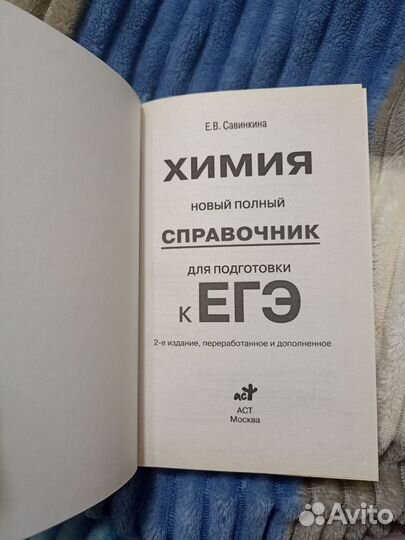 Е.В. Савинкина
ХИМИЯ
НОВЫЙ ПОЛНЫЙ
СПРАВОЧНИК
ДЛЯ ПОДГОТОВКИ
К ЕГЭ
2-е издание, переработанное и дополненное
аст
АСТ
Москва
Avito